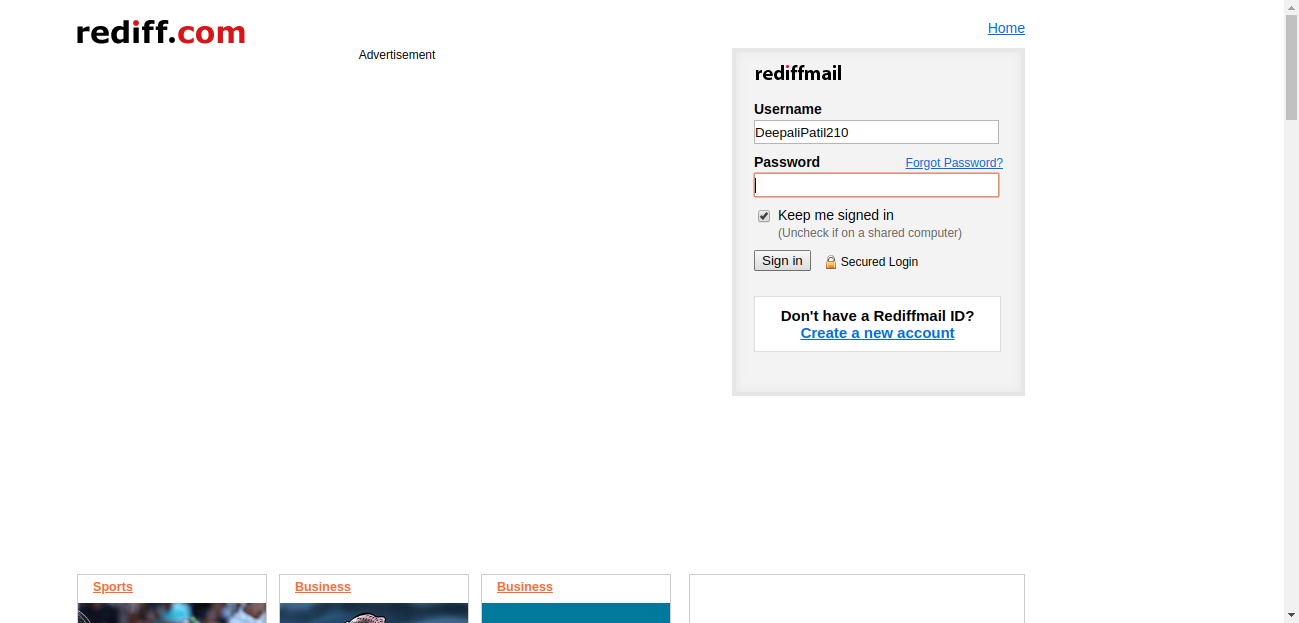 rediff.com
Home
Advertisement
rediffmail
Username
DeepaliPatil210
Password
Forgot Password?
Keep me signed in
(Uncheck if on a shared computer)
Sign in
Secured Login
Don't have a Rediffmail ID?
Create a new account
Sports
Business
Business